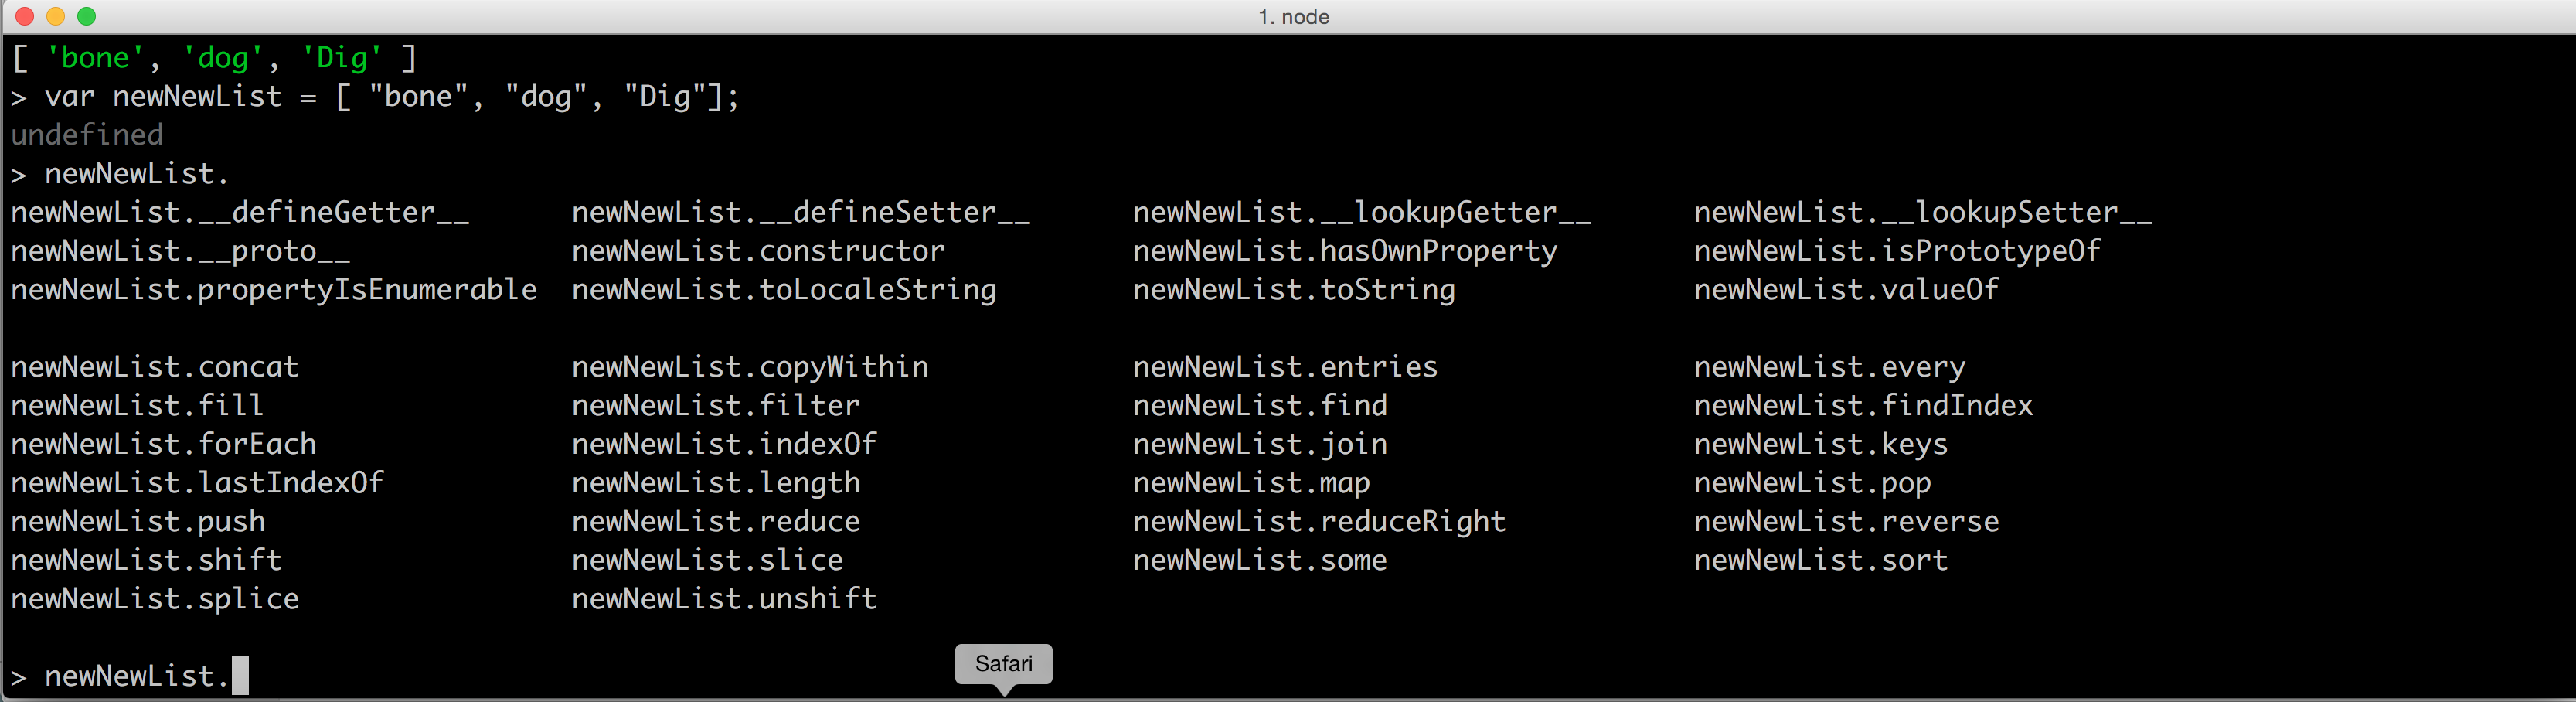 1. node
[ 'bone', 'dog', 'Dig' ]
> var newNewList = [ "bone", "dog", "Dig"];
undefined
> newNewList.
newNewList.__defineGetter__ newNewList.__defineSetter__ newNewList.__lookupGetter__ newNewList.__lookupSetter__
newNewList.__proto__ newNewList.constructor newNewList.hasOwnProperty newNewList.isPrototypeOf
newNewList.propertyIsEnumerable newNewList.toLocaleString newNewList.toString newNewList.valueOf
newNewList.concat newNewList.copyWithin newNewList.entries newNewList.every
newNewList.fill newNewList.filter newNewList.find newNewList.findIndex
newNewList.forEach newNewList.indexOf newNewList.join newNewList.keys
newNewList.lastIndexOf newNewList.length newNewList.map newNewList.pop
newNewList.push newNewList.reduce newNewList.reduceRight newNewList.reverse
newNewList.shift newNewList.slice newNewList.some newNewList.sort
newNewList.splice newNewList.unshift
> newNewList.
Safari